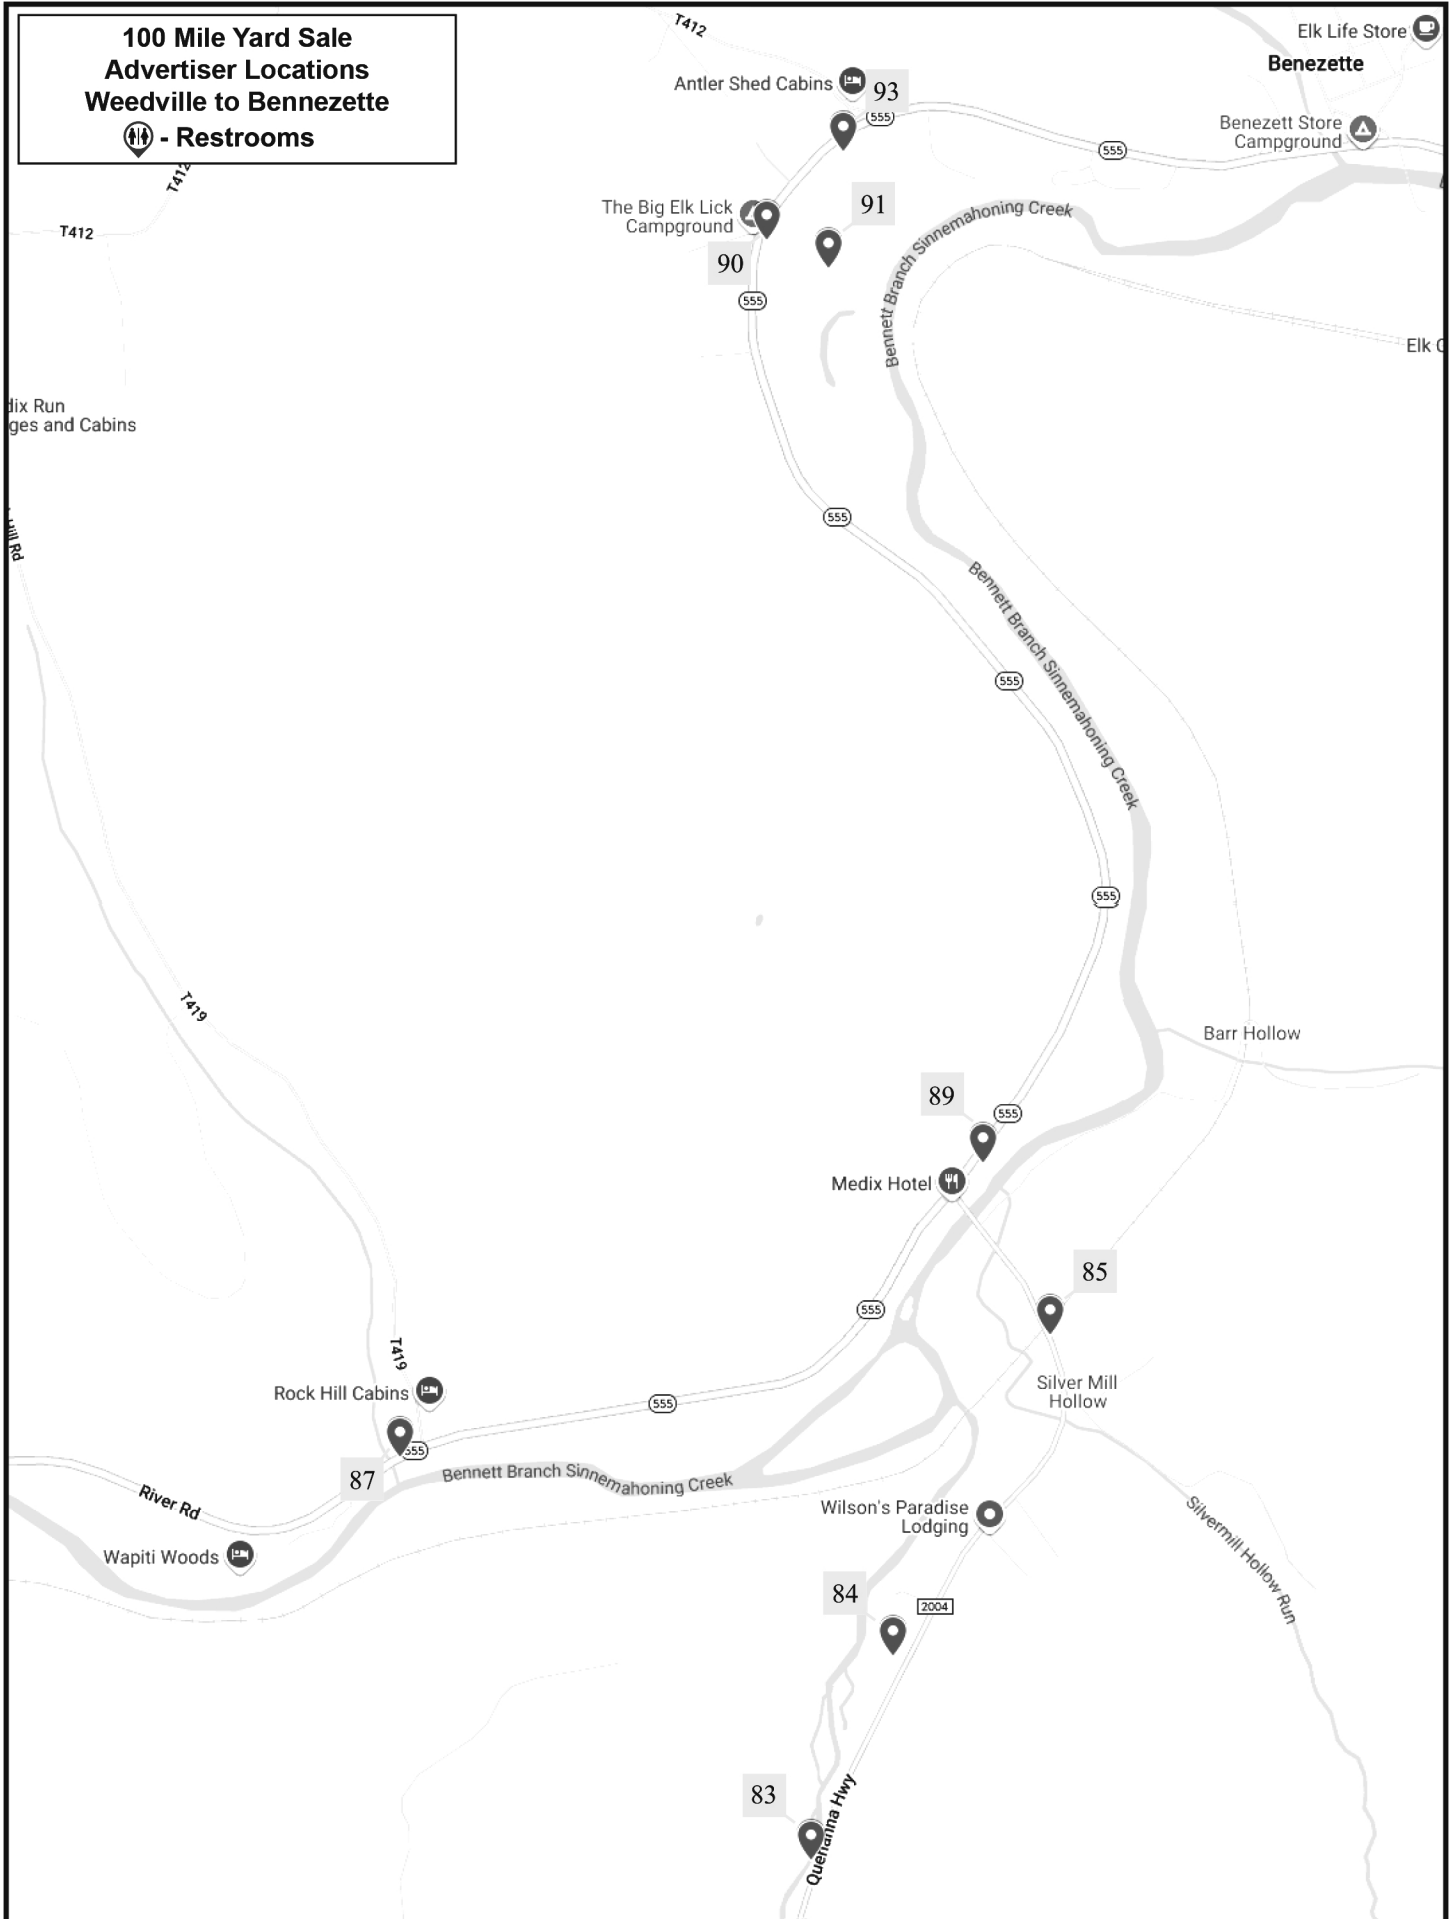 100 Mile Yard Sale
Advertiser Locations
Weedville to Bennezette
- Restrooms
T412
Elk Life Store
Benezette
Antler Shed Cabins
93
555
Benezett Store
Campground
555
T412
T412
The Big Elk Lick
Campground
91
90
Bennett Branch Sinnemahoning Creek
555
Elk
dix Run
ges and Cabins
555
Hill Rd
Bennett Branch Sinnemahoning Creek
555
555
T419
Barr Hollow
89
555
Medix Hotel
85
555
T419
Rock Hill Cabins
Silver Mill
Hollow
555
555
87
Bennett Branch Sinnemahoning Creek
River Rd
Wilson's Paradise
Lodging
Silvermill Hollow Run
Wapiti Woods
84
2004
83
Quehanna Hwy